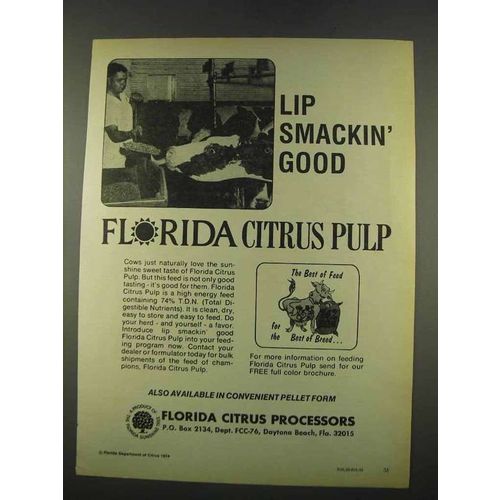 LIP
SMACKIN'
GOOD
FLORIDA CITRUS PULP
Cows just naturally love the sun-
shine sweet taste of Florida Citrus
Pulp. But this feed is not only good
tasting - it's good for them. Florida
Citrus Pulp is a high energy feed
containing 74% T.D.N. (Total Di-
gestible Nutrients). It is clean, dry,
easy to store and easy to feed. Do
your herd - and yourself - a favor.
Introduce lip smackin' good
Florida Citrus Pulp into your feed-
ing program now. Contact your
dealer or formulator today for bulk
shipments of the feed of cham-
pions, Florida Citrus Pulp.
The Best of Feed
for the Best of Breed...
For more information on feeding
Florida Citrus Pulp send for our
FREE full color brochure.
ALSO AVAILABLE IN CONVENIENT PELLET FORM
A PRODUCT OF
THE FLORIDA SUNSHINE TREE
FLORIDA CITRUS PROCESSORS
P.O. Box 2134, Dept. FCC-76, Daytona Beach, Fla. 32015
© Florida Department of Citrus 1974